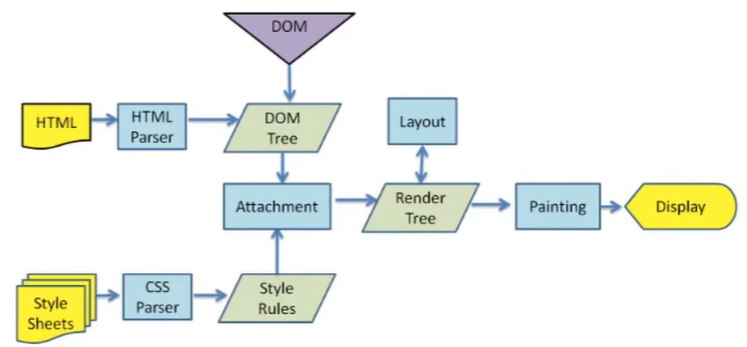 DOM
HTML
HTML
Parser
DOM
Tree
Layout
Attachment
Render
Tree
Painting
Display
Style
Sheets
CSS
Parser
Style
Rules